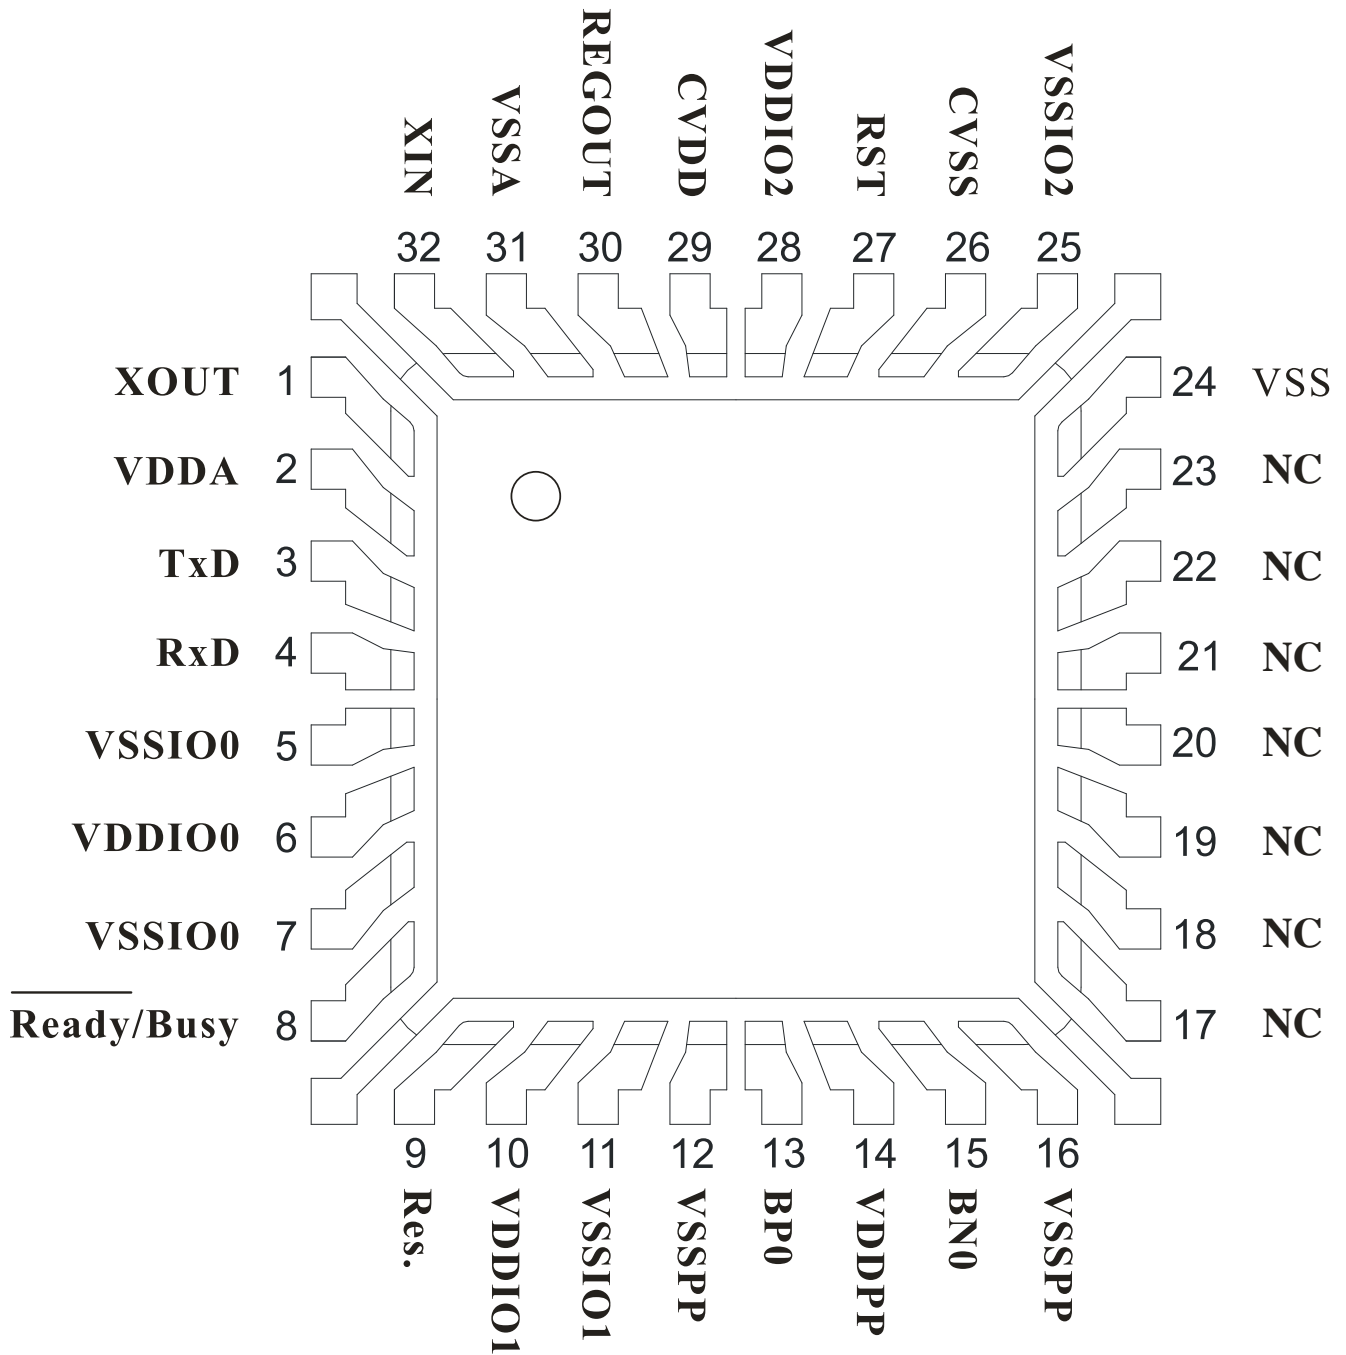 XIN
VSSA
REGOUT
CVDD
VDDIO2
RST
CVSS
VSSIO2
32 31 30 29 28 27 26 25
XOUT 1
VDDA 2
TxD 3
RxD 4
VSSIO0 5
VDDIO0 6
VSSIO0 7
Ready/Busy 8
24 VSS
23 NC
22 NC
21 NC
20 NC
19 NC
18 NC
17 NC
9 10 11 12 13 14 15 16
Res.
VDDIO1
VSSIO1
VSSPP
BP0
VDDPP
BN0
VSSPP